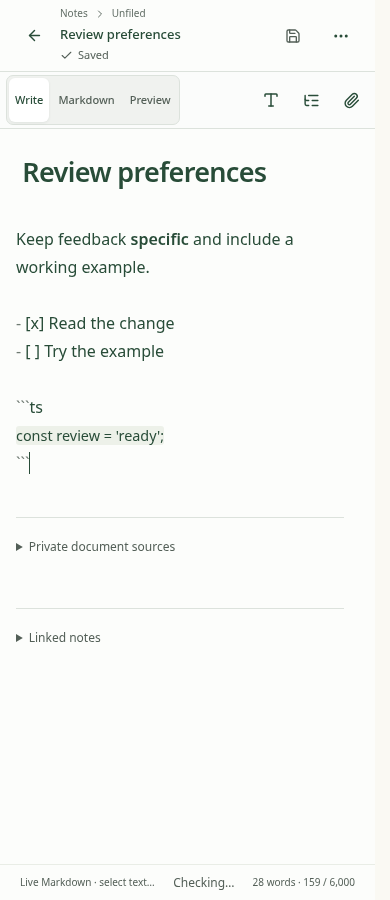 Notes > Unfiled
Review preferences
✓ Saved
Write Markdown Preview
Review preferences
Keep feedback specific and include a
working example.
- [x] Read the change
- [ ] Try the example
```ts
const review = 'ready';
```
Private document sources
Linked notes
Live Markdown · select text... Checking... 28 words · 159 / 6,000